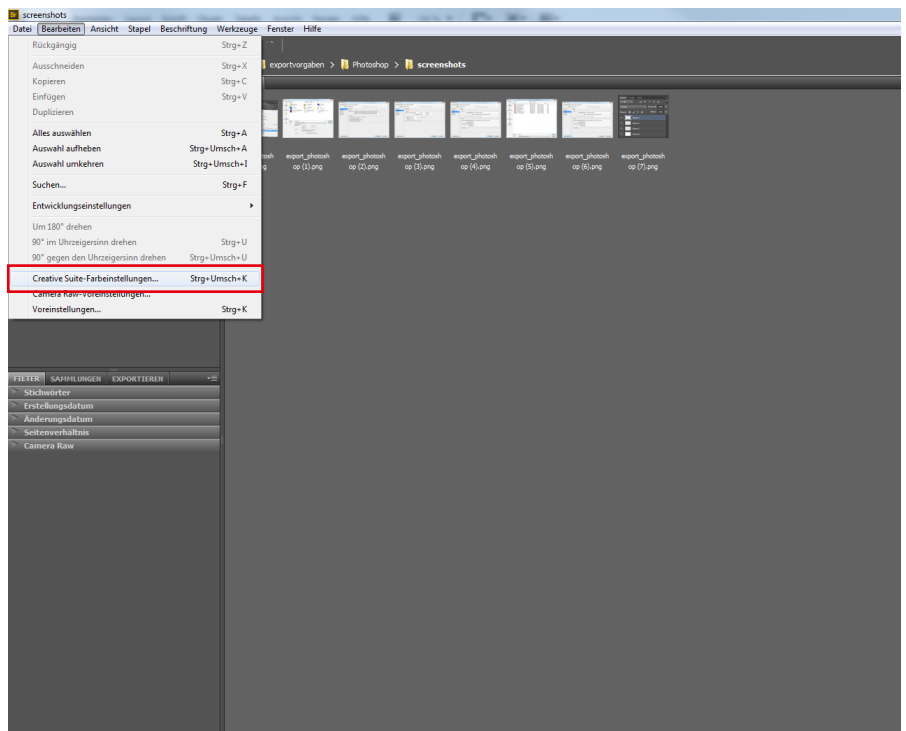 Br screenshots
Datei Bearbeiten Ansicht Stapel Beschriftung Werkzeuge Fenster Hilfe
Rückgängig Strg+Z
exportvorgaben > Photoshop > screenshots
Ausschneiden Strg+X
Kopieren Strg+C
Einfügen Strg+V
Duplizieren
Alles auswählen Strg+A
Auswahl aufheben Strg+Umsch+A
Auswahl umkehren Strg+Umsch+I
Suchen... Strg+F
Entwicklungseinstellungen
Um 180° drehen
90° im Uhrzeigersinn drehen Strg+U
90° gegen den Uhrzeigersinn drehen Strg+Umsch+U
Creative Suite-Farbeinstellungen... Strg+Umsch+K
Camera Raw-Voreinstellungen...
Voreinstellungen... Strg+K
export_photosh export_photosh export_photosh export_photosh export_photosh export_photosh export_photosh
op (1).png op (2).png op (3).png op (4).png op (5).png op (6).png op (7).png
FILTER SAMMLUNGEN EXPORTIEREN
Stichwörter
Erstellungsdatum
Änderungsdatum
Seitenverhältnis
Camera Raw